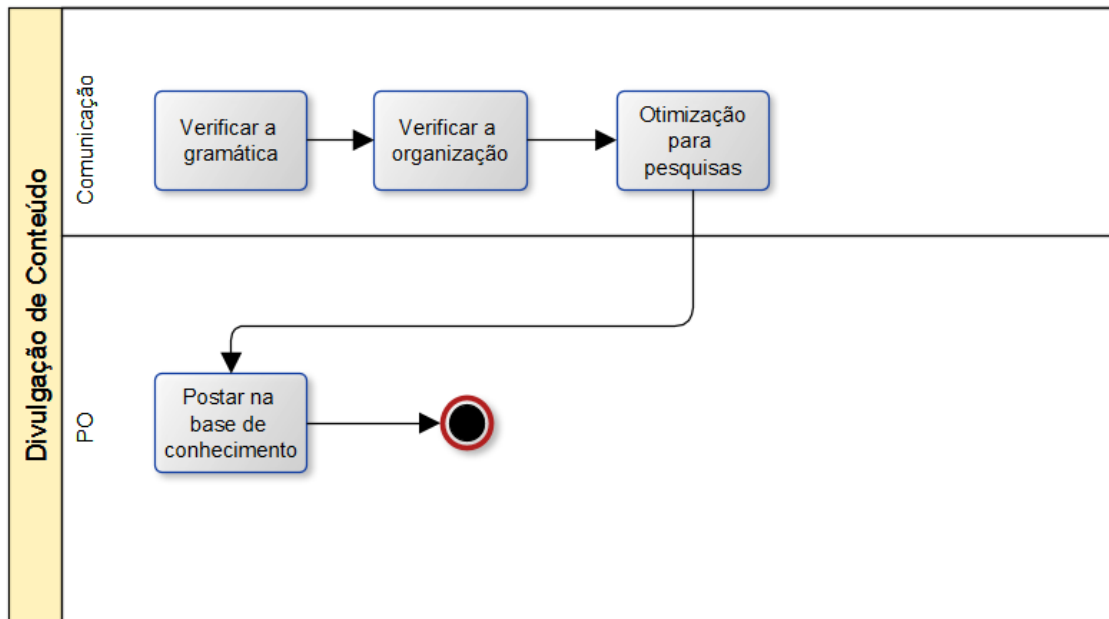 Divulgação de Conteúdo
Comunicação
Verificar a
gramática
Verificar a
organização
Otimização
para
pesquisas
PO
Postar na
base de
conhecimento